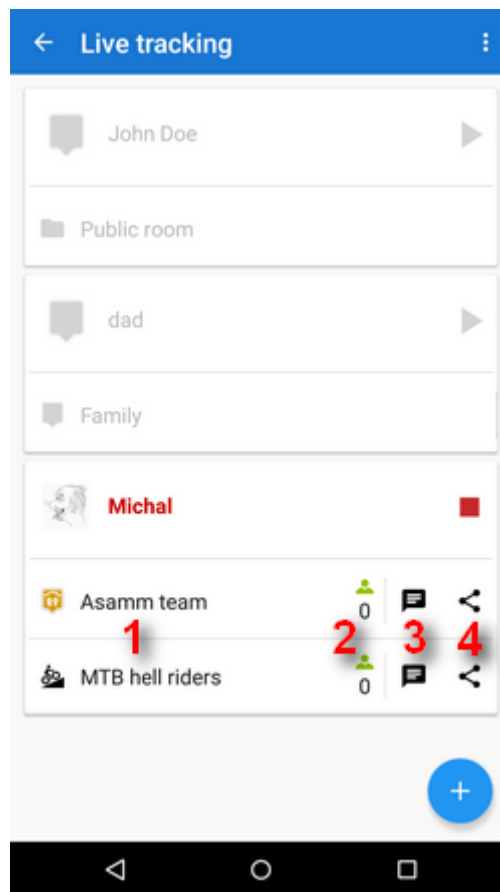 Live tracking
John Doe
Public room
dad
Family
Michal
Asamm team
0
1 2 3 4
MTB hell riders
0